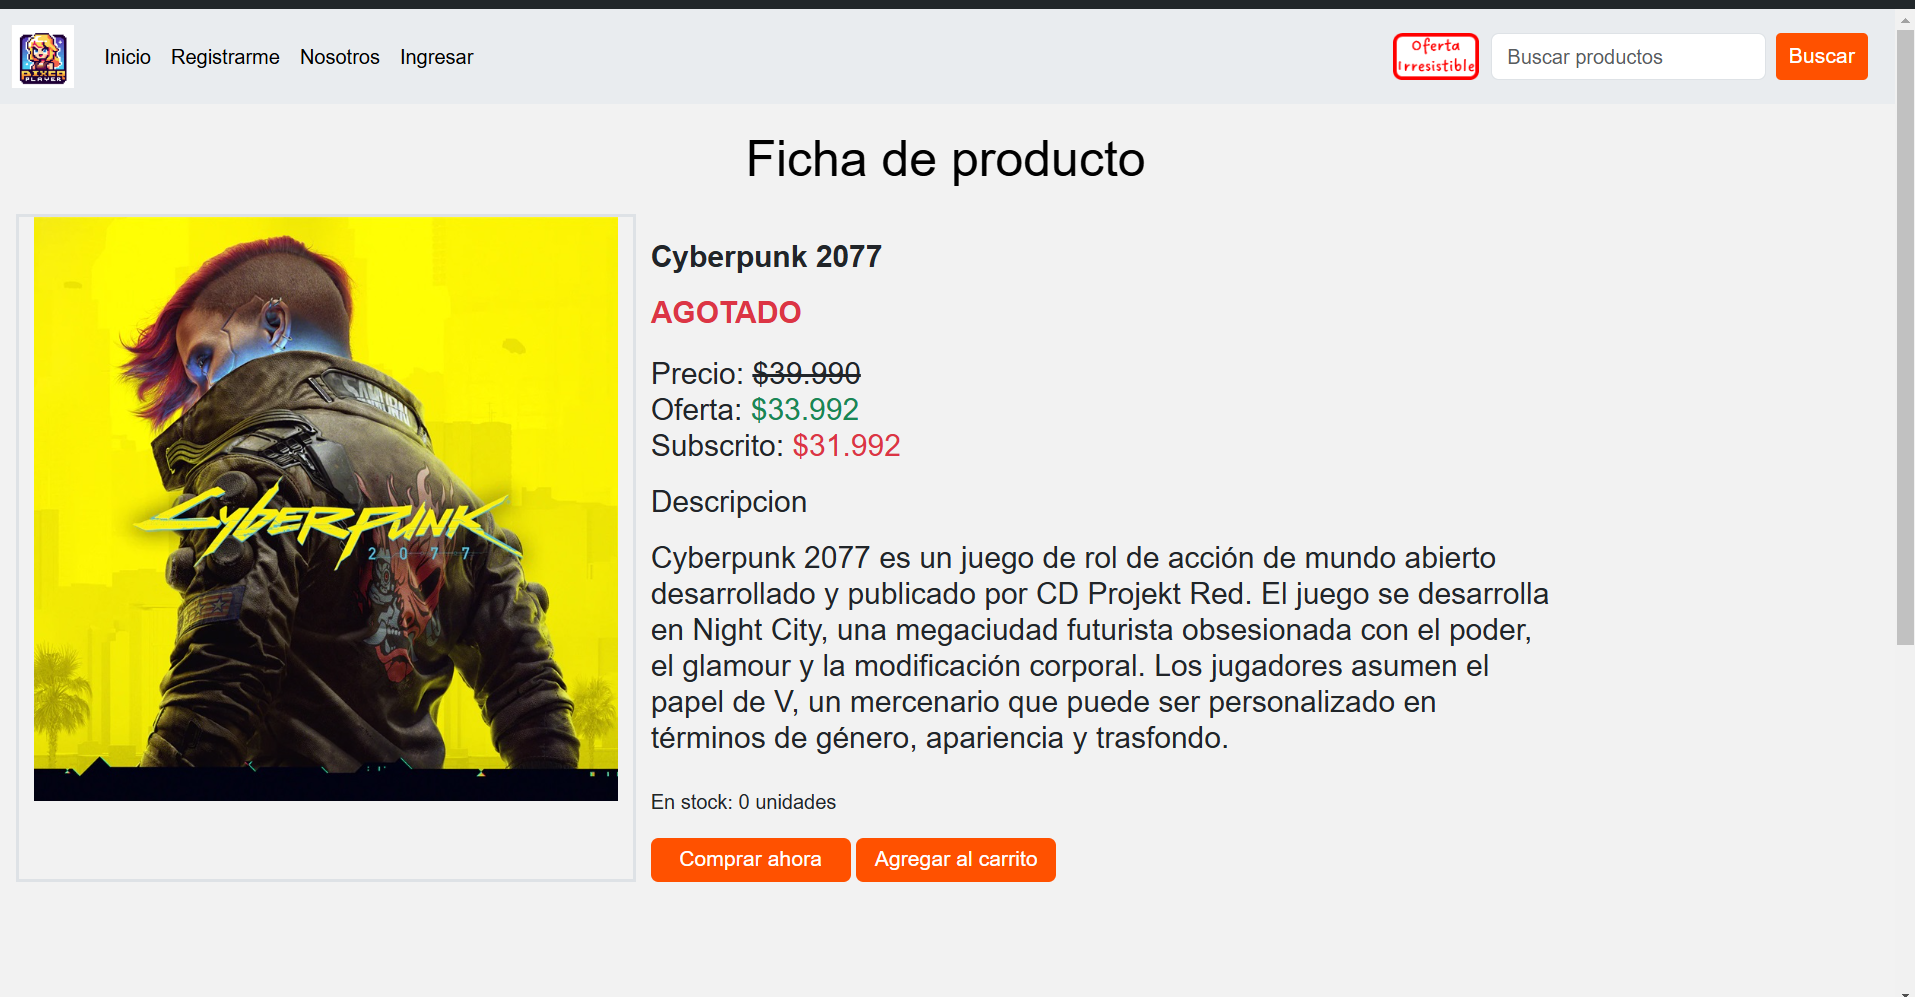 PIXEO
PLAYER
Inicio
Registrarme
Nosotros
Ingresar
Oferta
Irresistible
Buscar productos
Buscar
Ficha de producto
SAMURAI
CYBERPUNK
2077
Cyberpunk 2077
AGOTADO
Precio: $39.990
Oferta: $33.992
Subscrito: $31.992
Descripcion
Cyberpunk 2077 es un juego de rol de acción de mundo abierto
desarrollado y publicado por CD Projekt Red. El juego se desarrolla
en Night City, una megaciudad futurista obsesionada con el poder,
el glamour y la modificación corporal. Los jugadores asumen el
papel de V, un mercenario que puede ser personalizado en
términos de género, apariencia y trasfondo.
En stock: 0 unidades
Comprar ahora
Agregar al carrito